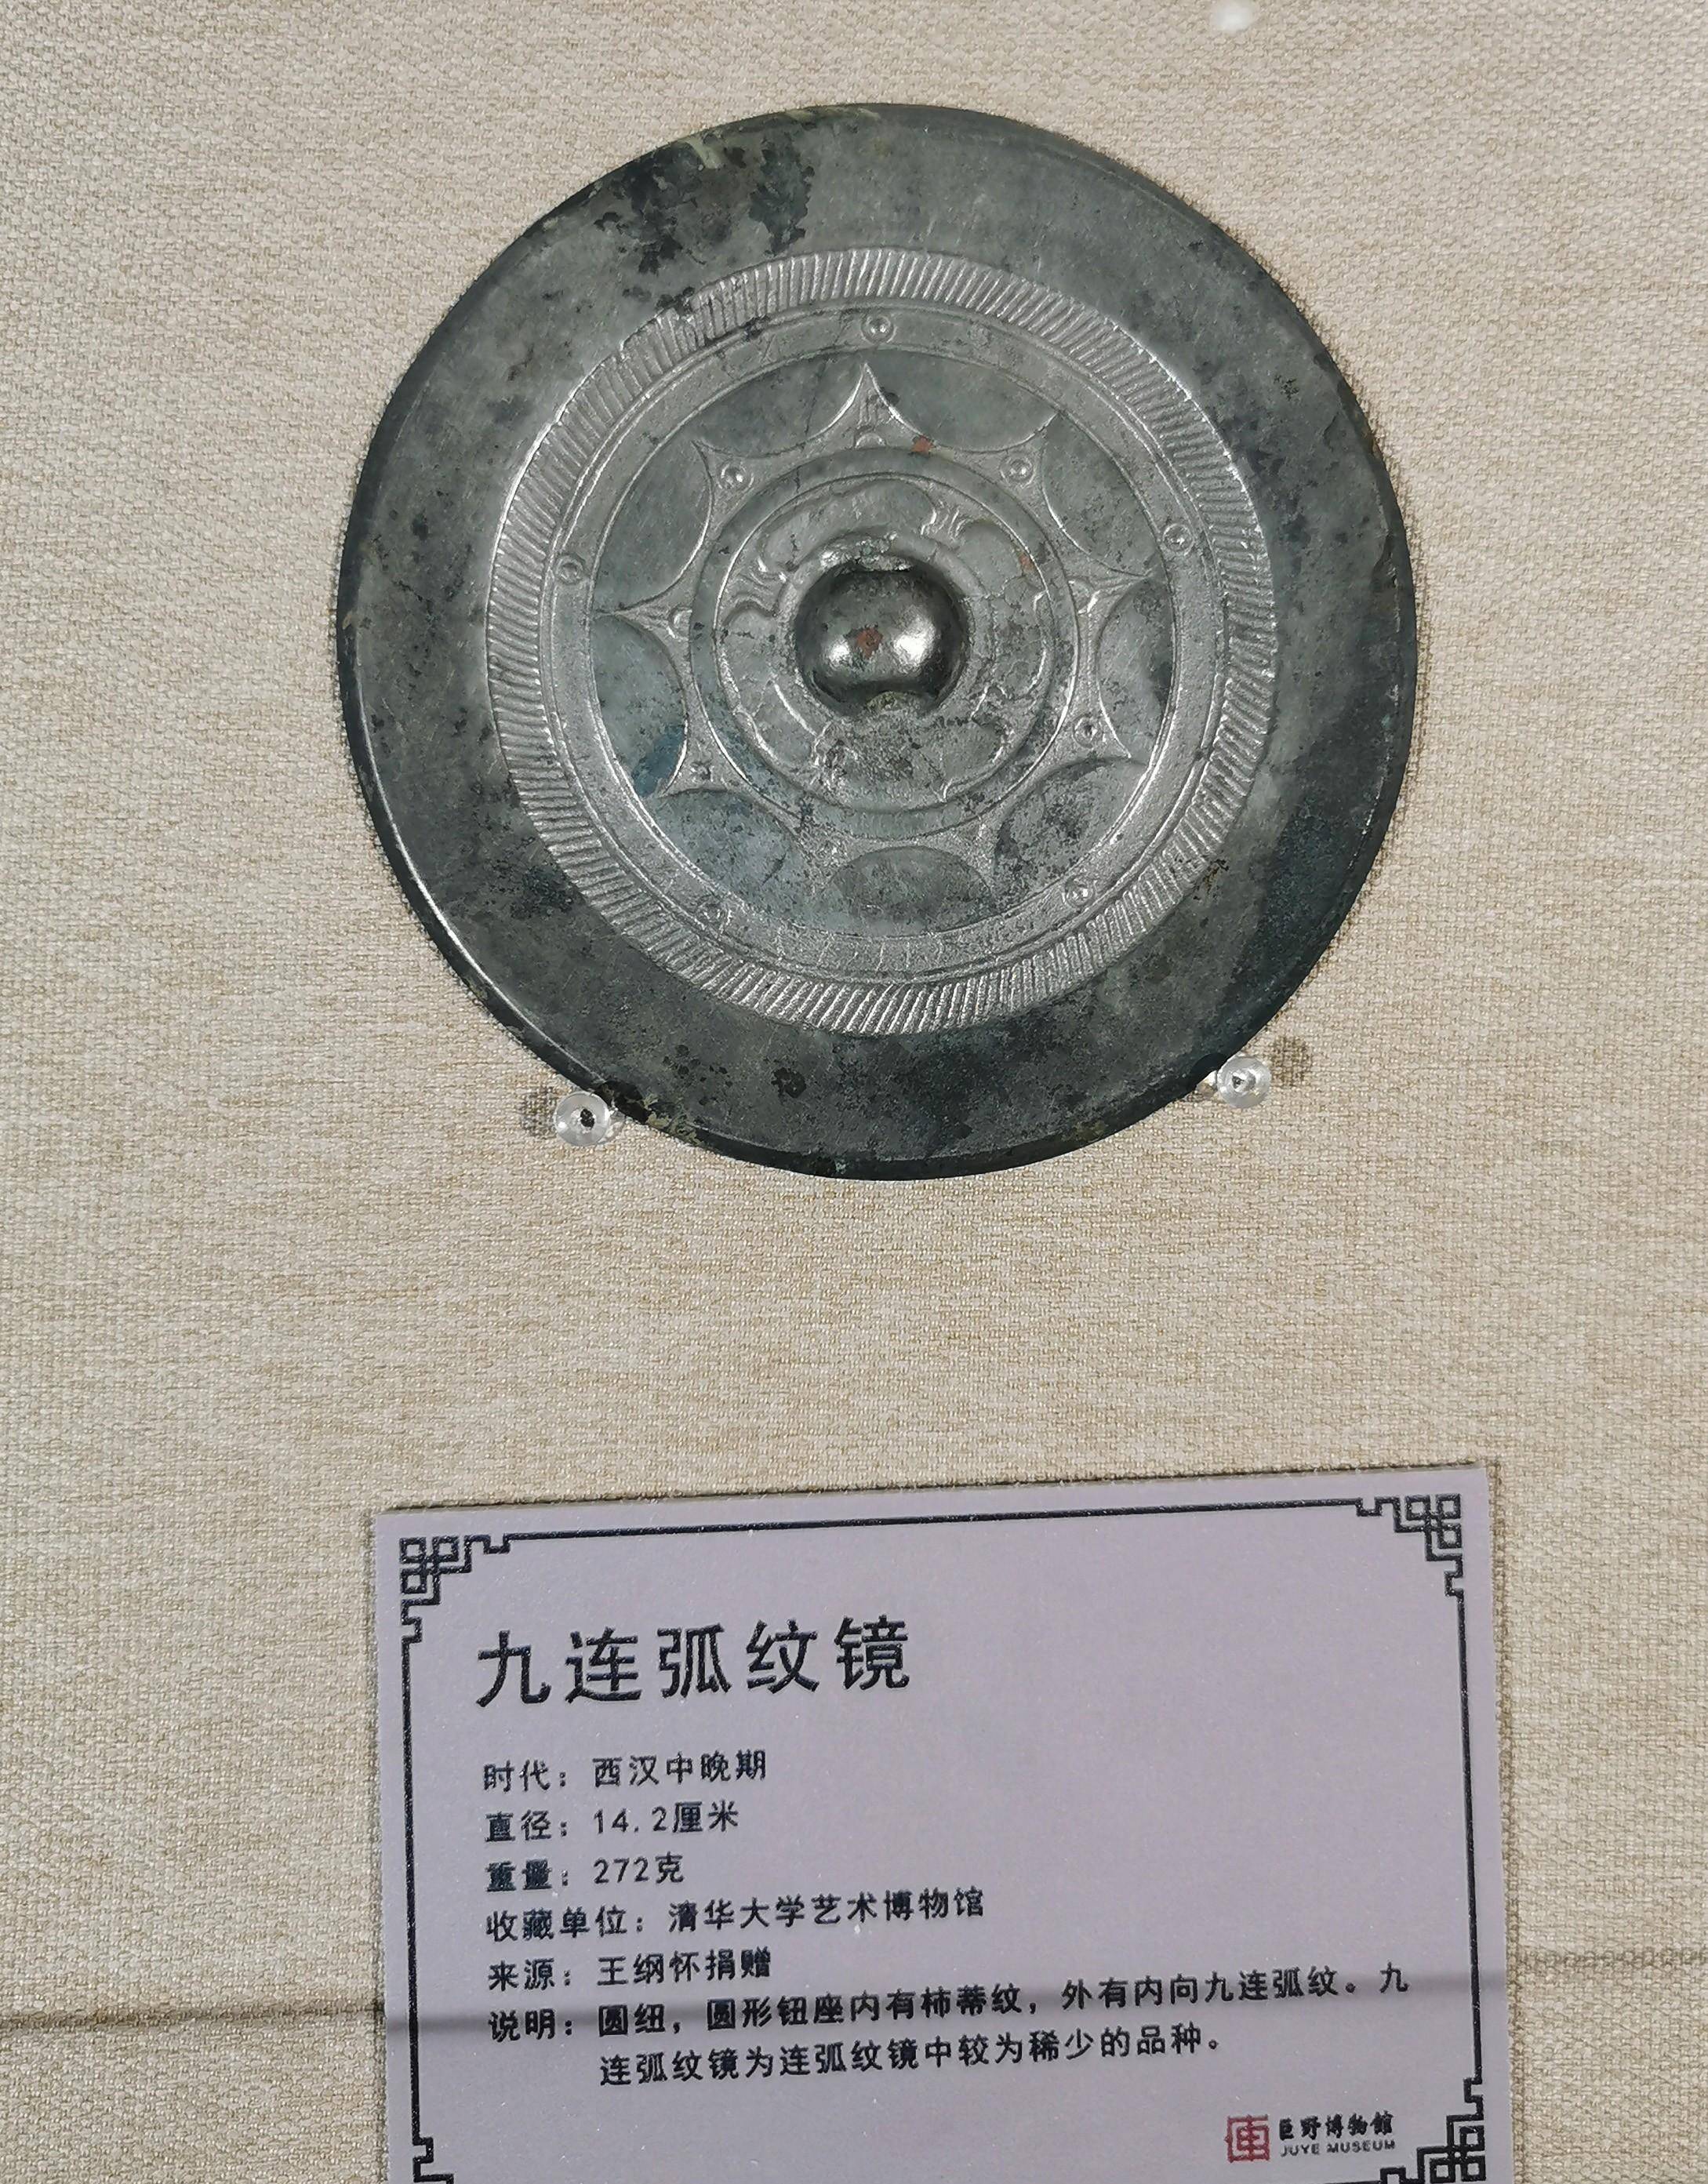 九连弧纹镜
时代：西汉中晚期
直径：14.2厘米
重量：272克
收藏单位：清华大学艺术博物馆
来源：王纲怀捐赠
说明：圆纽，圆形钮座内有柿蒂纹，外有内向九连弧纹。九
连弧纹镜为连弧纹镜中较为稀少的品种。
巨野博物館
JUYE MUSEUM